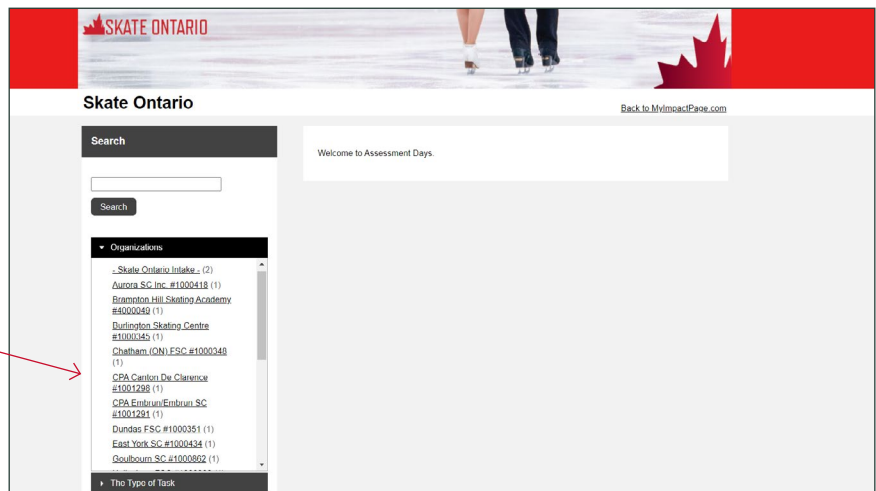 SKATE ONTARIO
Skate Ontario
Back to MyImpactPage.com
Search
Welcome to Assessment Days.
Search
Organizations
- Skate Ontario Intake - (2)
Aurora SC Inc. #1000418 (1)
Brampton Hill Skating Academy
#4000049 (1)
Burlington Skating Centre
#1000345 (1)
Chatham (ON) FSC #1000348
(1)
CPA Canton De Clarence
#1001298 (1)
CPA Embrun/Embrun SC
#1001291 (1)
Dundas FSC #1000351 (1)
East York SC #1000434 (1)
Goulbourn SC #1000862 (1)
The Type of Task